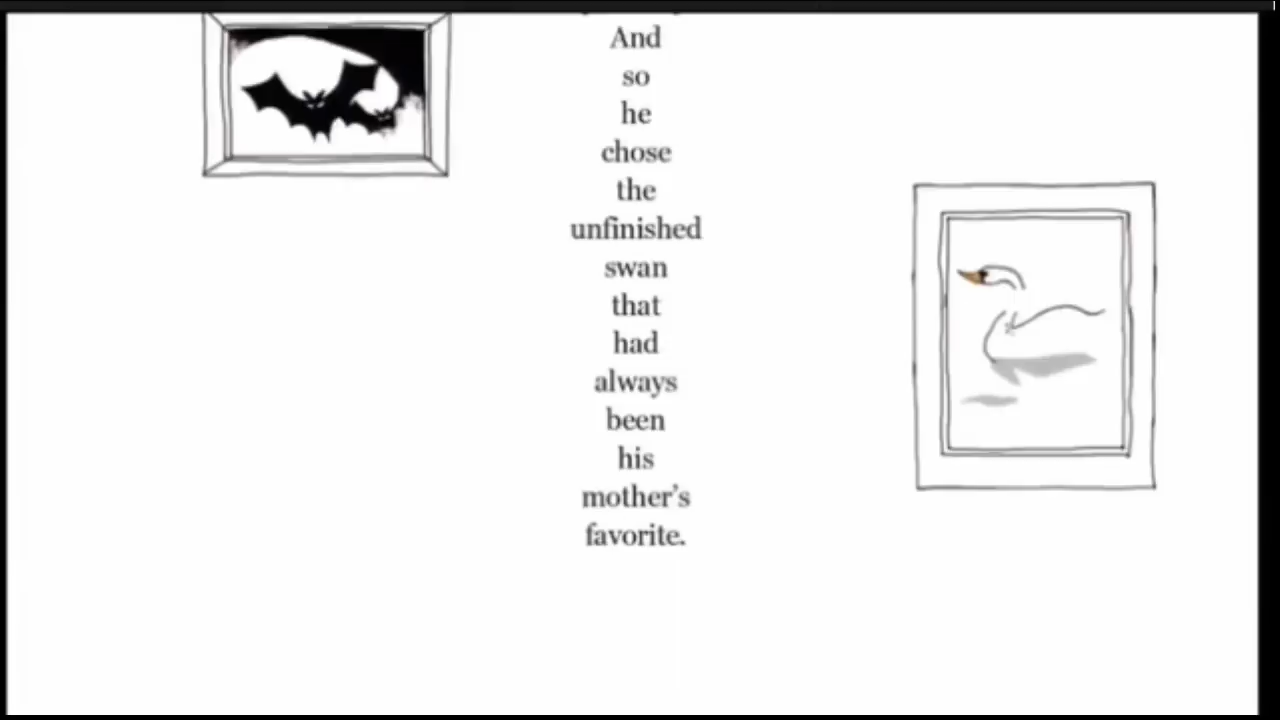 And
so
he
chose
the
unfinished
swan
that
had
always
been
his
mother’s
favorite.